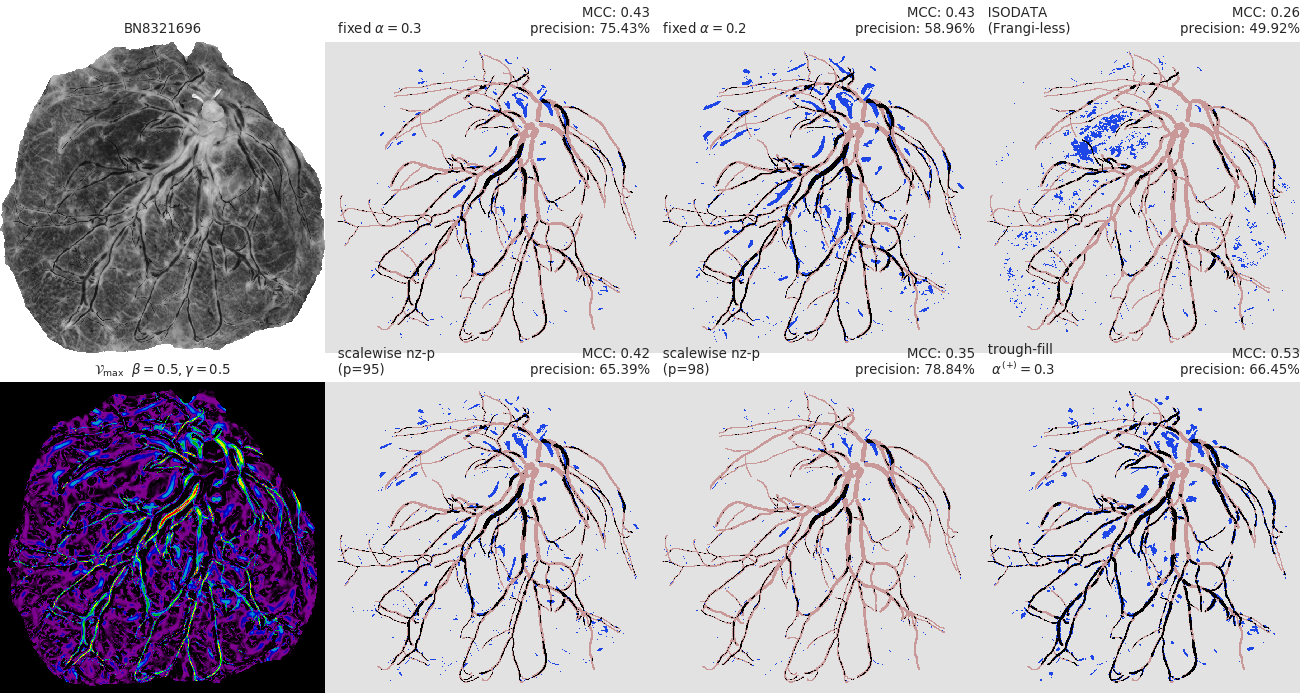 BN8321696
fixed α = 0.3
MCC: 0.43
precision: 75.43%
fixed α = 0.2
MCC: 0.43
precision: 58.96%
ISODATA
(Frangi-less)
MCC: 0.26
precision: 49.92%
𝒱max β = 0.5, γ = 0.5
scalewise nz-p
(p=95)
MCC: 0.42
precision: 65.39%
scalewise nz-p
(p=98)
MCC: 0.35
precision: 78.84%
trough-fill
α(+) = 0.3
MCC: 0.53
precision: 66.45%